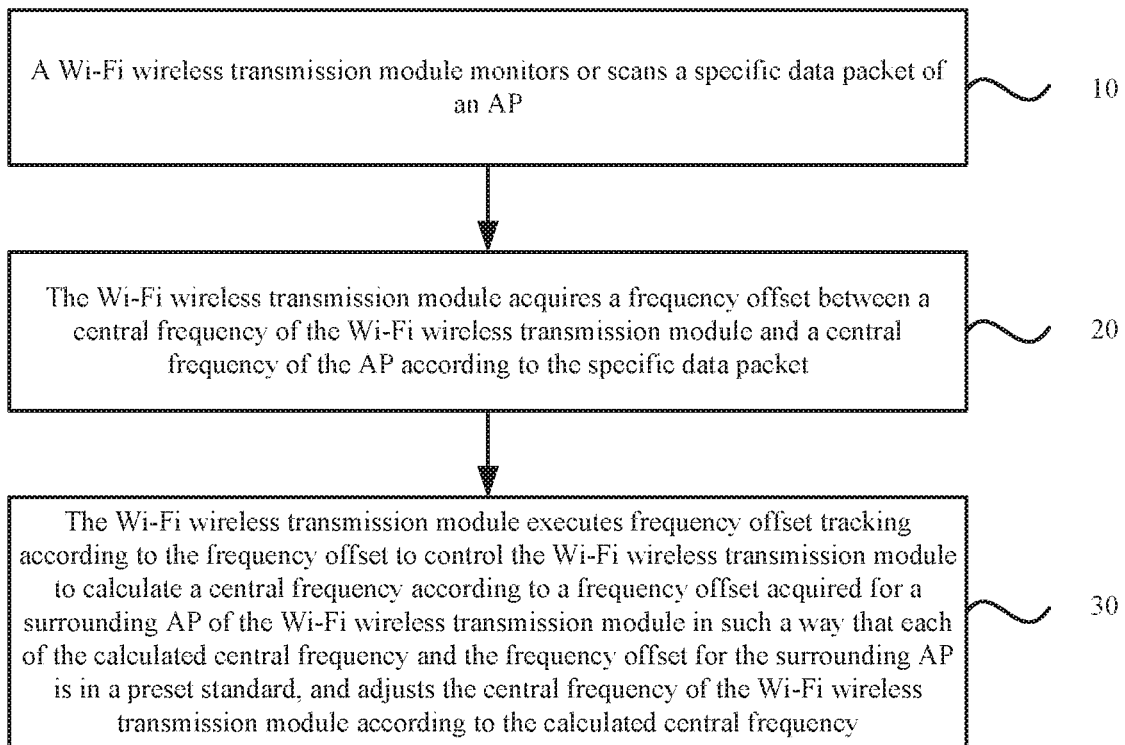 A Wi-Fi wireless transmission module monitors or scans a specific data packet of
an AP
10
The Wi-Fi wireless transmission module acquires a frequency offset between a
central frequency of the Wi-Fi wireless transmission module and a central
frequency of the AP according to the specific data packet
20
The Wi-Fi wireless transmission module executes frequency offset tracking
according to the frequency offset to control the Wi-Fi wireless transmission module
to calculate a central frequency according to a frequency offset acquired for a
surrounding AP of the Wi-Fi wireless transmission module in such a way that each
of the calculated central frequency and the frequency offset for the surrounding AP
is in a preset standard, and adjusts the central frequency of the Wi-Fi wireless
transmission module according to the calculated central frequency
30